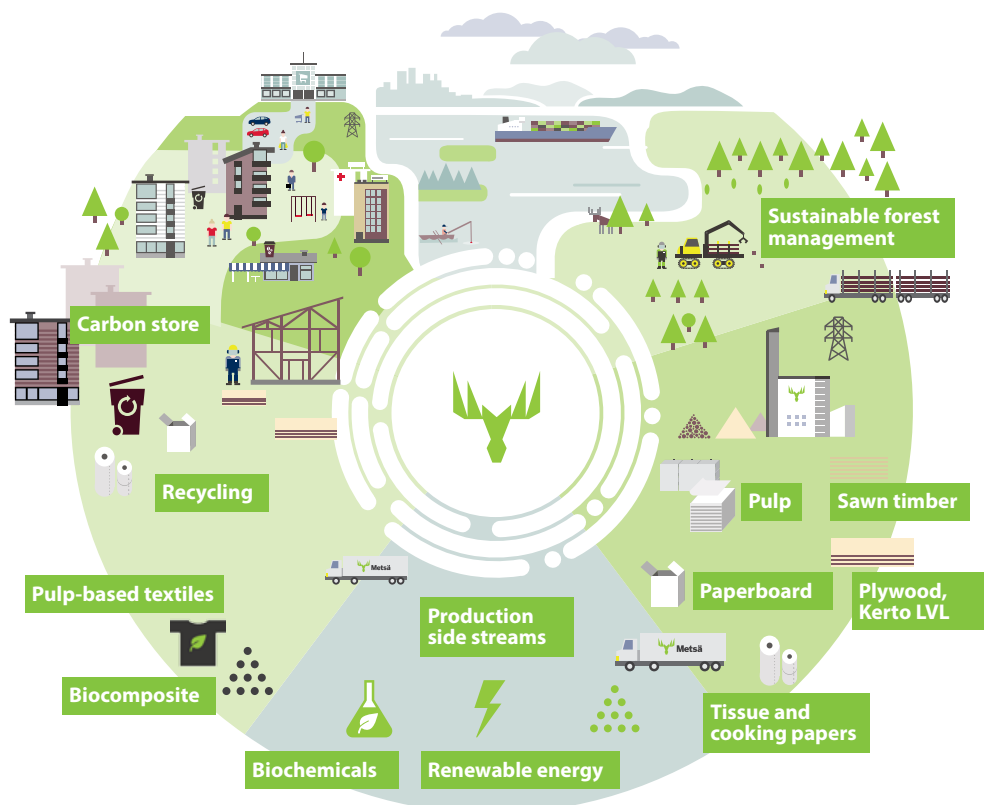 Sustainable forest
management
Carbon store
Recycling
Pulp
Sawn timber
Metsä
Pulp-based textiles
Production
side streams
Paperboard
Plywood,
Kerto LVL
Metsä
Biocomposite
Tissue and
cooking papers
Biochemicals
Renewable energy